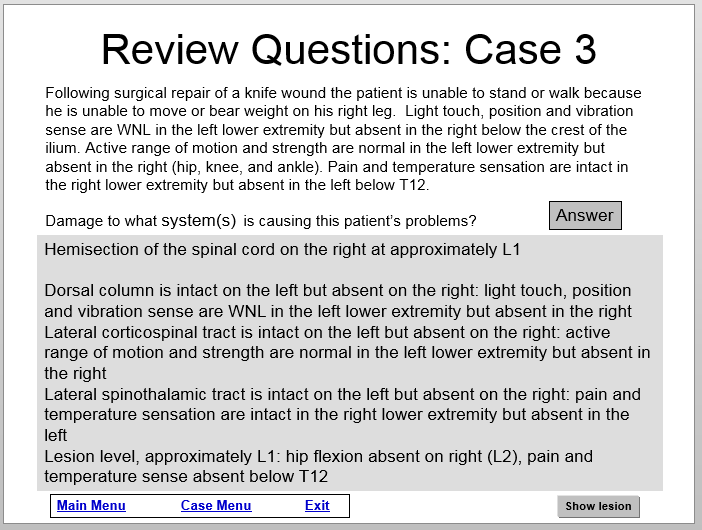 Review Questions: Case 3
Following surgical repair of a knife wound the patient is unable to stand or walk because
he is unable to move or bear weight on his right leg.  Light touch, position and vibration
sense are WNL in the left lower extremity but absent in the right below the crest of the
ilium. Active range of motion and strength are normal in the left lower extremity but
absent in the right (hip, knee, and ankle). Pain and temperature sensation are intact in
the right lower extremity but absent in the left below T12.
Damage to what system(s) is causing this patient's problems?
Answer
Hemisection of the spinal cord on the right at approximately L1
Dorsal column is intact on the left but absent on the right: light touch, position
and vibration sense are WNL in the left lower extremity but absent in the right
Lateral corticospinal tract is intact on the left but absent on the right: active
range of motion and strength are normal in the left lower extremity but absent in
the right
Lateral spinothalamic tract is intact on the left but absent on the right: pain and
temperature sensation are intact in the right lower extremity but absent in the
left
Lesion level, approximately L1: hip flexion absent on right (L2), pain and
temperature sense absent below T12
Main Menu Case Menu Exit
Show lesion